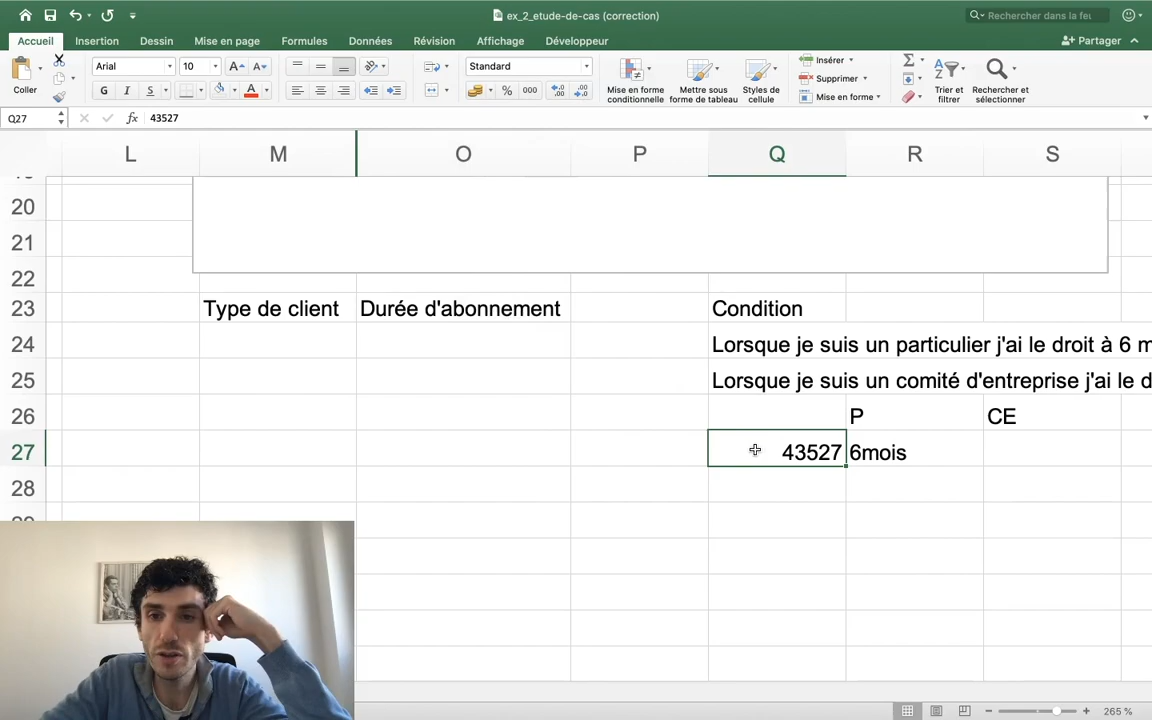 ex_2_etude-de-cas (correction)
Rechercher dans la feu
Accueil Insertion Dessin Mise en page Formules Données Révision Affichage Développeur
Partager
Coller
Arial 10 A A
G I S A
Standard
% 000
Mise en forme conditionnelle
Mettre sous forme de tableau
Styles de cellule
Insérer
Supprimer
Mise en forme
Trier et filtrer
Rechercher et sélectionner
Q27 fx 43527
L M O P Q R S
20
21
22
23 Type de client Durée d'abonnement Condition
24 Lorsque je suis un particulier j'ai le droit à 6 m
25 Lorsque je suis un comité d'entreprise j'ai le d
26 P CE
27 43527 6mois
28
265 %